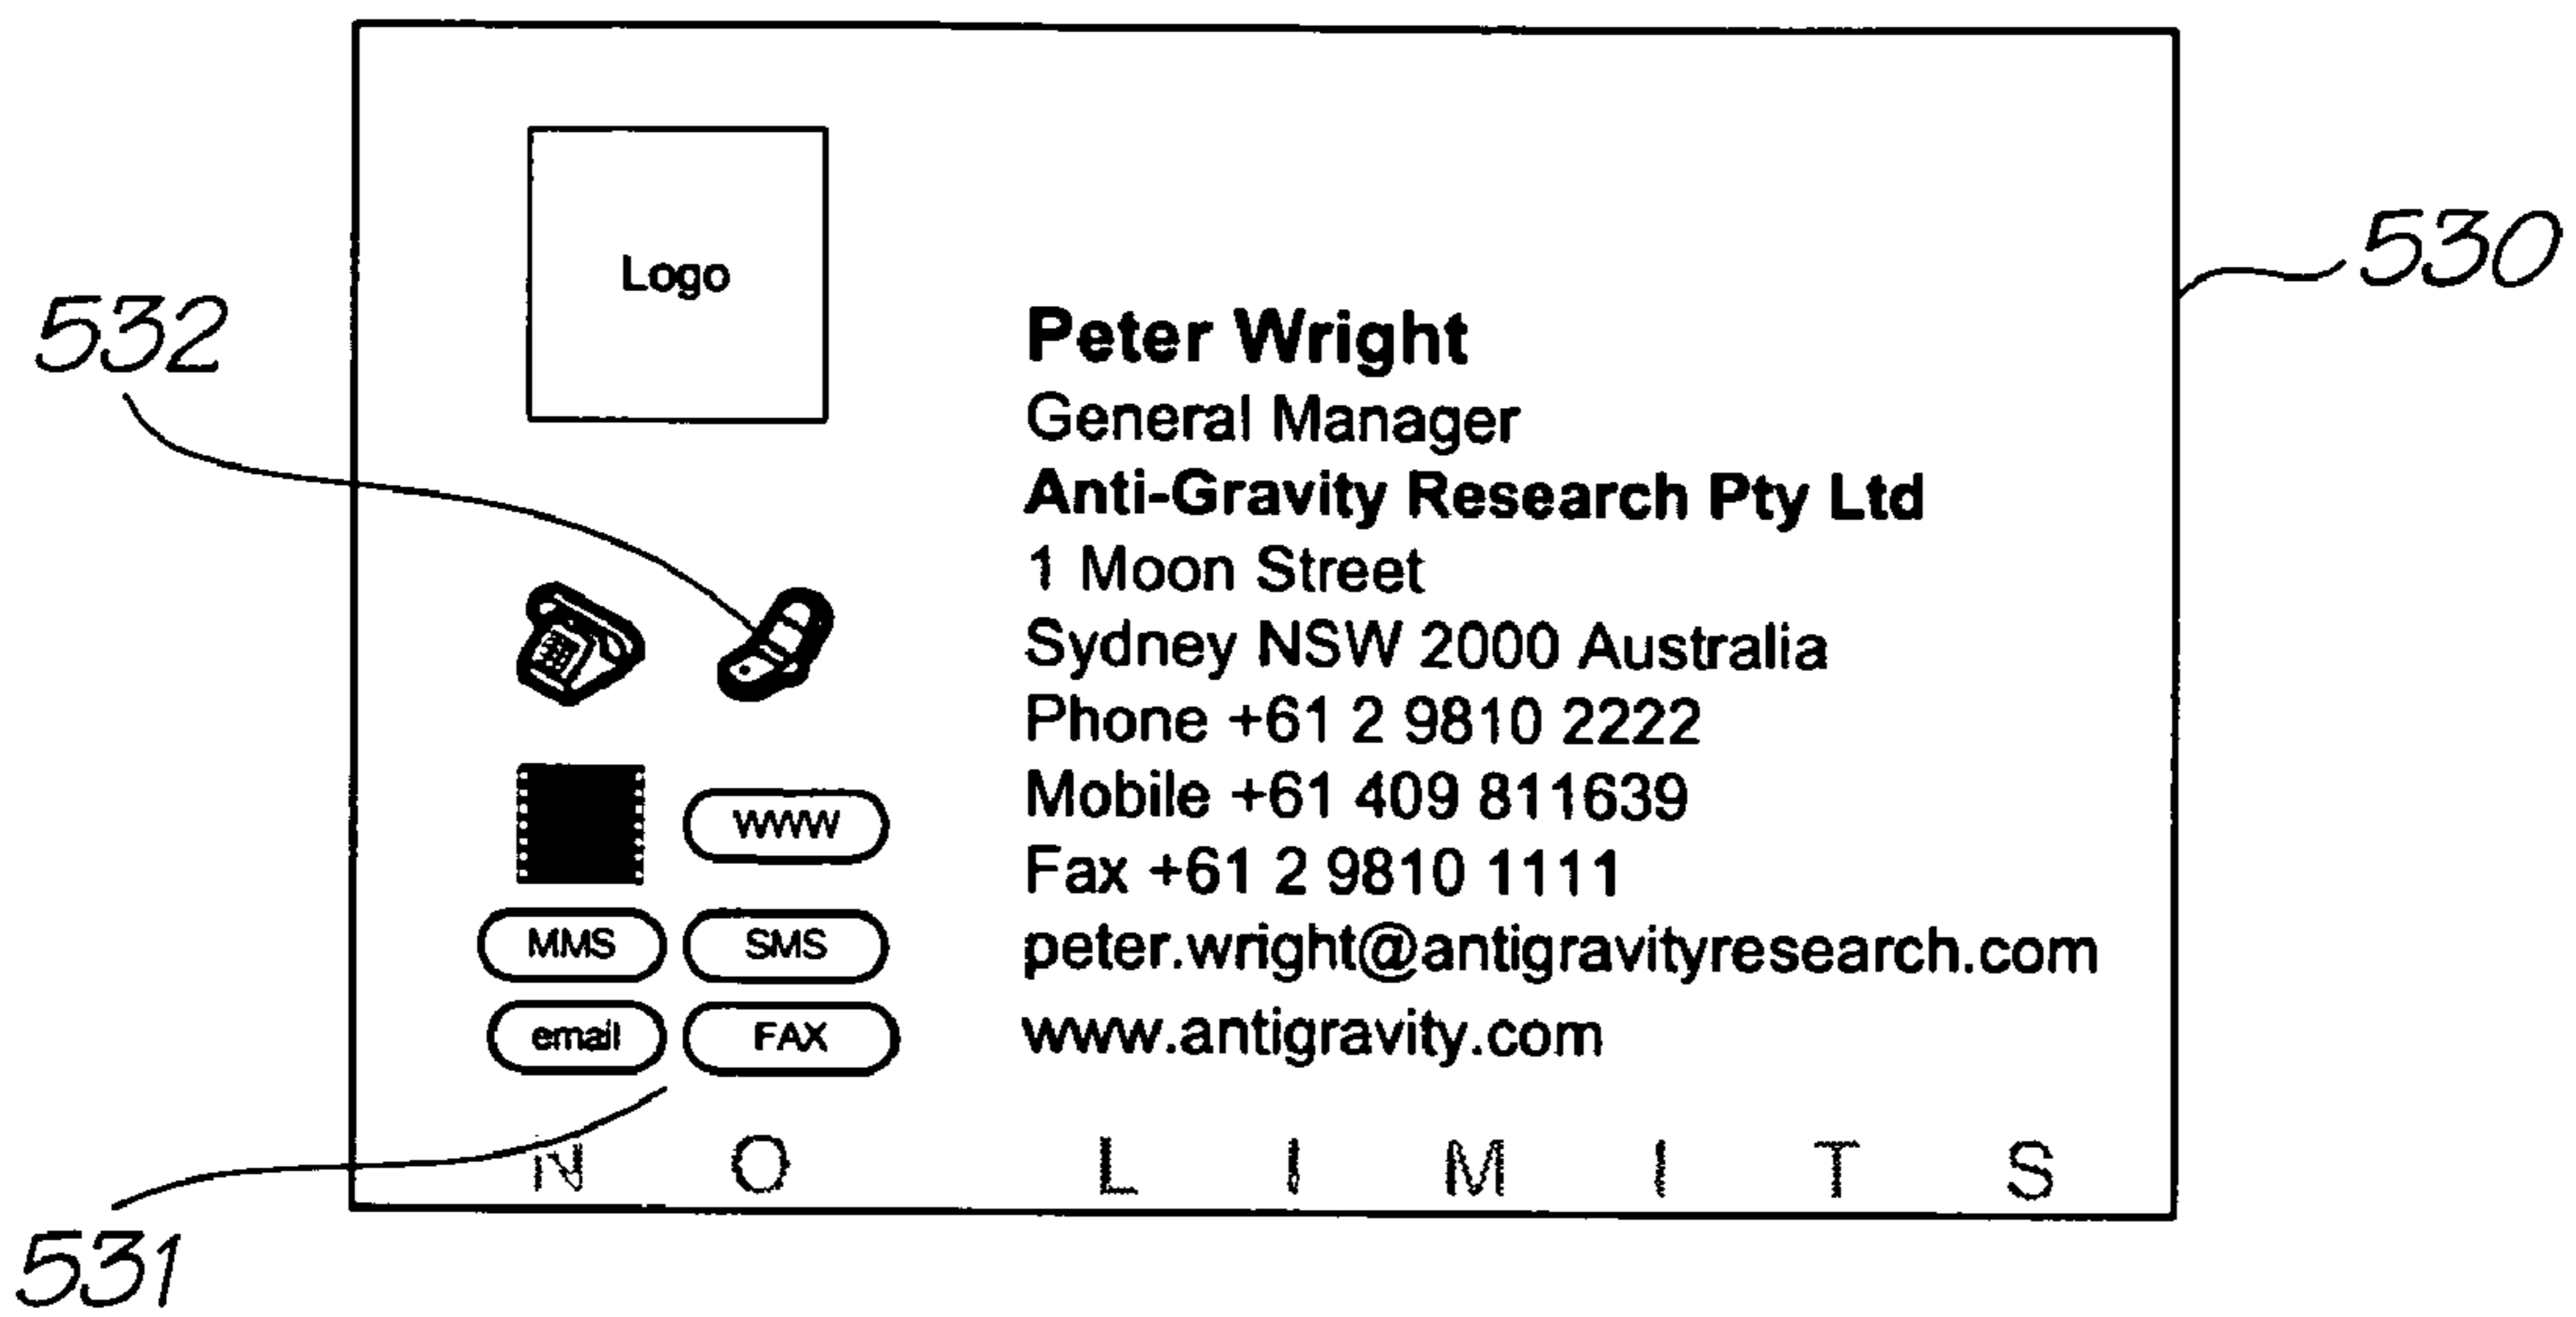 Logo
530
532
Peter Wright
General Manager
Anti-Gravity Research Pty Ltd
1 Moon Street
Sydney NSW 2000 Australia
Phone +61 2 9810 2222
Mobile +61 409 811639
Fax +61 2 9810 1111
peter.wright@antigravityresearch.com
www.antigravity.com
WWW
MMS SMS
email FAX
NO LIMITS
531